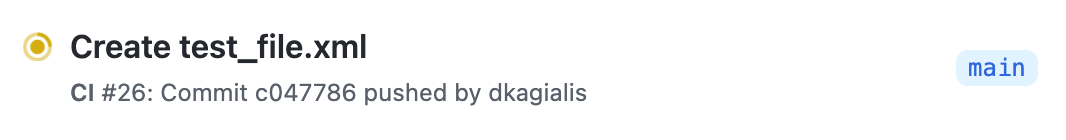 Create test_file.xml
main
CI #26: Commit c047786 pushed by dkagialis